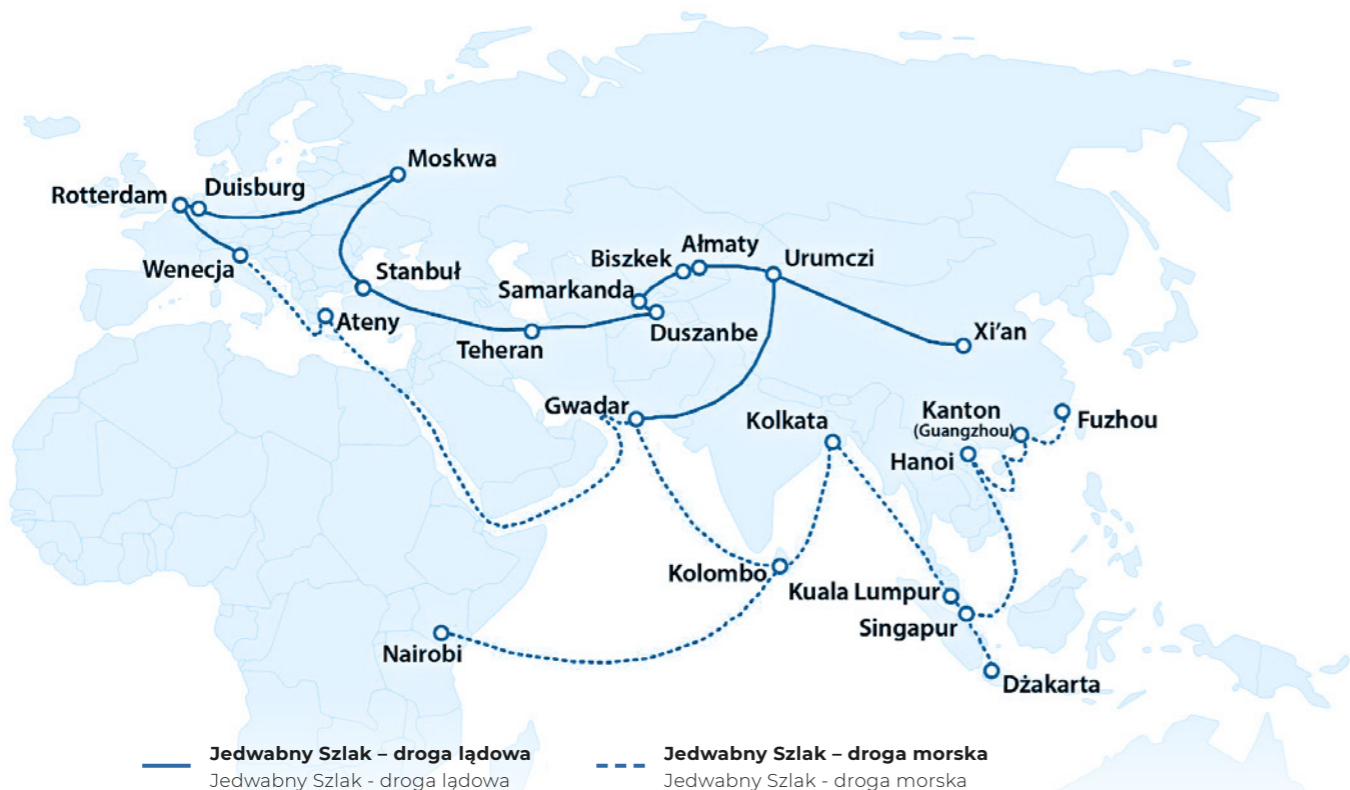 Moskwa
Rotterdam
Duisburg
Wenecja
Stanbuł
Ateny
Teheran
Biszkek
Ałmaty
Urumczi
Samarkanda
Duszanbe
Xi'an
Gwadar
Kolkata
Kanton
(Guangzhou)
Fuzhou
Hanoi
Kolombo
Kuala Lumpur
Singapur
Nairobi
Dżakarta
Jedwabny Szlak – droga lądowa
Jedwabny Szlak - droga lądowa
Jedwabny Szlak – droga morska
Jedwabny Szlak - droga morska